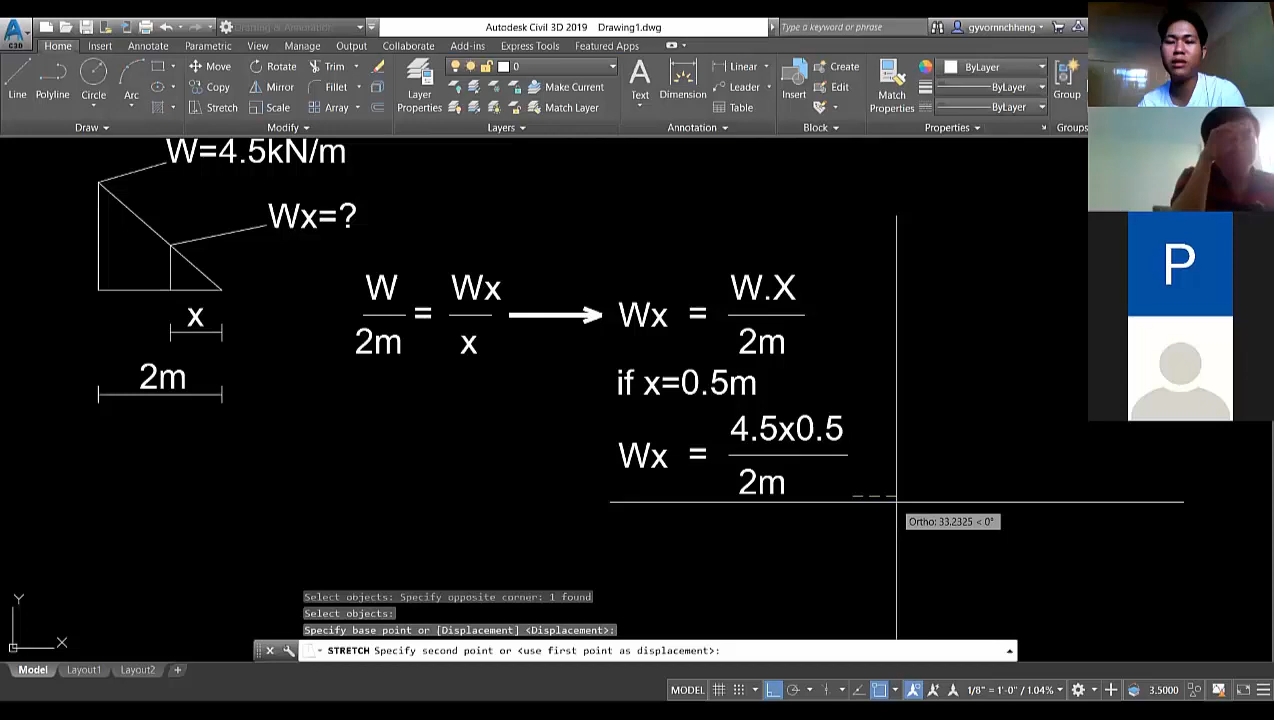 Autodesk Civil 3D 2019 Drawing1.dwg
Type a keyword or phrase
gyvornnchheng
C3D
Home Insert Annotate Parametric View Manage Output Collaborate Add-ins Express Tools Featured Apps
Line Polyline Circle Arc
Move Rotate Trim
Copy Mirror Fillet
Stretch Scale Array
Layer Properties
0
Make Current
Match Layer
Text Dimension
Linear
Leader
Table
Insert
Create
Edit
Match Properties
ByLayer
ByLayer
ByLayer
Group
Draw Modify Layers Annotation Block Properties Groups
W=4.5kN/m
Wx=?
x
2m
W
2m
=
Wx
x
Wx = 
W.X
2m
if x=0.5m
Wx =
4.5x0.5
2m
Ortho: 33.2325 < 0°
P
Y
X
Select objects: Specify opposite corner: 1 found
Select objects:
Specify base point or [Displacement] <Displacement>:
STRETCH Specify second point or <use first point as displacement>:
Model Layout1 Layout2 +
MODEL 1/8" = 1'-0" / 1.04% 3.5000